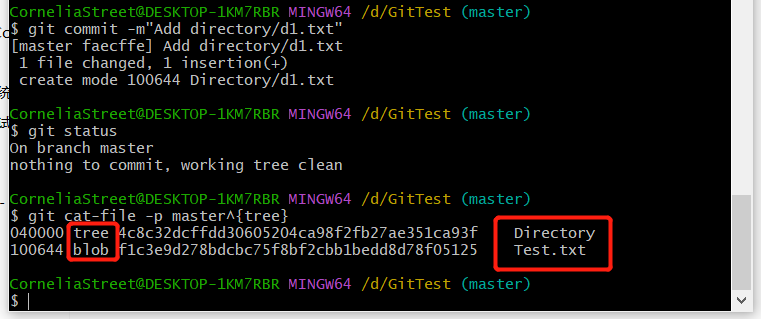 CorneliaStreet@DESKTOP-1KM7RBR MINGW64 /d/GitTest (master)
$ git commit -m"Add directory/d1.txt"
[master faecffe] Add directory/d1.txt
 1 file changed, 1 insertion(+)
 create mode 100644 Directory/d1.txt
CorneliaStreet@DESKTOP-1KM7RBR MINGW64 /d/GitTest (master)
$ git status
On branch master
nothing to commit, working tree clean
CorneliaStreet@DESKTOP-1KM7RBR MINGW64 /d/GitTest (master)
$ git cat-file -p master^{tree}
040000 tree 4c8c32dcffdd30605204ca98f2fb27ae351ca93f    Directory
100644 blob f1c3e9d278bdcbc75f8bf2cbb1bedd8d78f05125    Test.txt
CorneliaStreet@DESKTOP-1KM7RBR MINGW64 /d/GitTest (master)
$